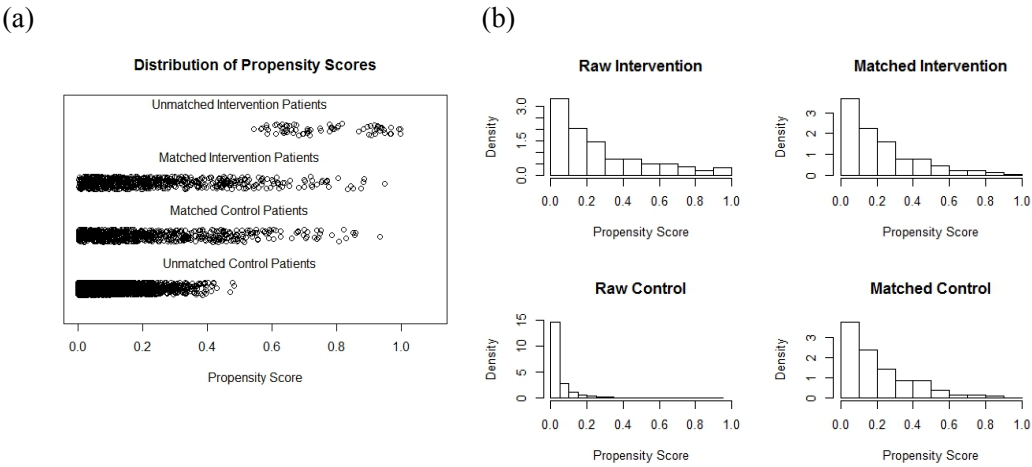 (a)
Distribution of Propensity Scores
Unmatched Intervention Patients
Matched Intervention Patients
Matched Control Patients
Unmatched Control Patients
0.0 0.2 0.4 0.6 0.8 1.0
Propensity Score
(b)
Raw Intervention
Density
0.0 1.5 3.0
0.0 0.2 0.4 0.6 0.8 1.0
Propensity Score
Matched Intervention
Density
0 1 2 3
0.0 0.2 0.4 0.6 0.8 1.0
Propensity Score
Raw Control
Density
0 5 10 15
0.0 0.2 0.4 0.6 0.8 1.0
Propensity Score
Matched Control
Density
0 1 2 3
0.0 0.2 0.4 0.6 0.8 1.0
Propensity Score